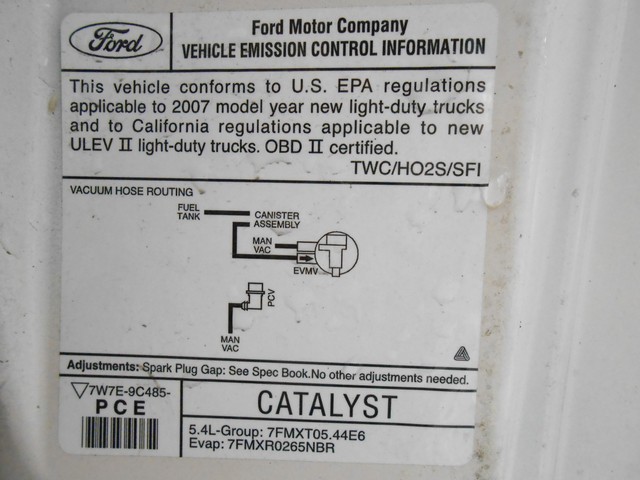 Ford
Ford Motor Company
VEHICLE EMISSION CONTROL INFORMATION
This vehicle conforms to U.S. EPA regulations
applicable to 2007 model year new light-duty trucks
and to California regulations applicable to new
ULEV II light-duty trucks. OBD II certified.
TWC/HO2S/SFI
VACUUM HOSE ROUTING
FUEL
TANK
CANISTER
ASSEMBLY
MAN
VAC
EVMV
PCV
MAN
VAC
Adjustments: Spark Plug Gap: See Spec Book.No other adjustments needed.
7W7E-9C485-
PCE
CATALYST
5.4L-Group: 7FMXT05.44E6
Evap: 7FMXR0265NBR